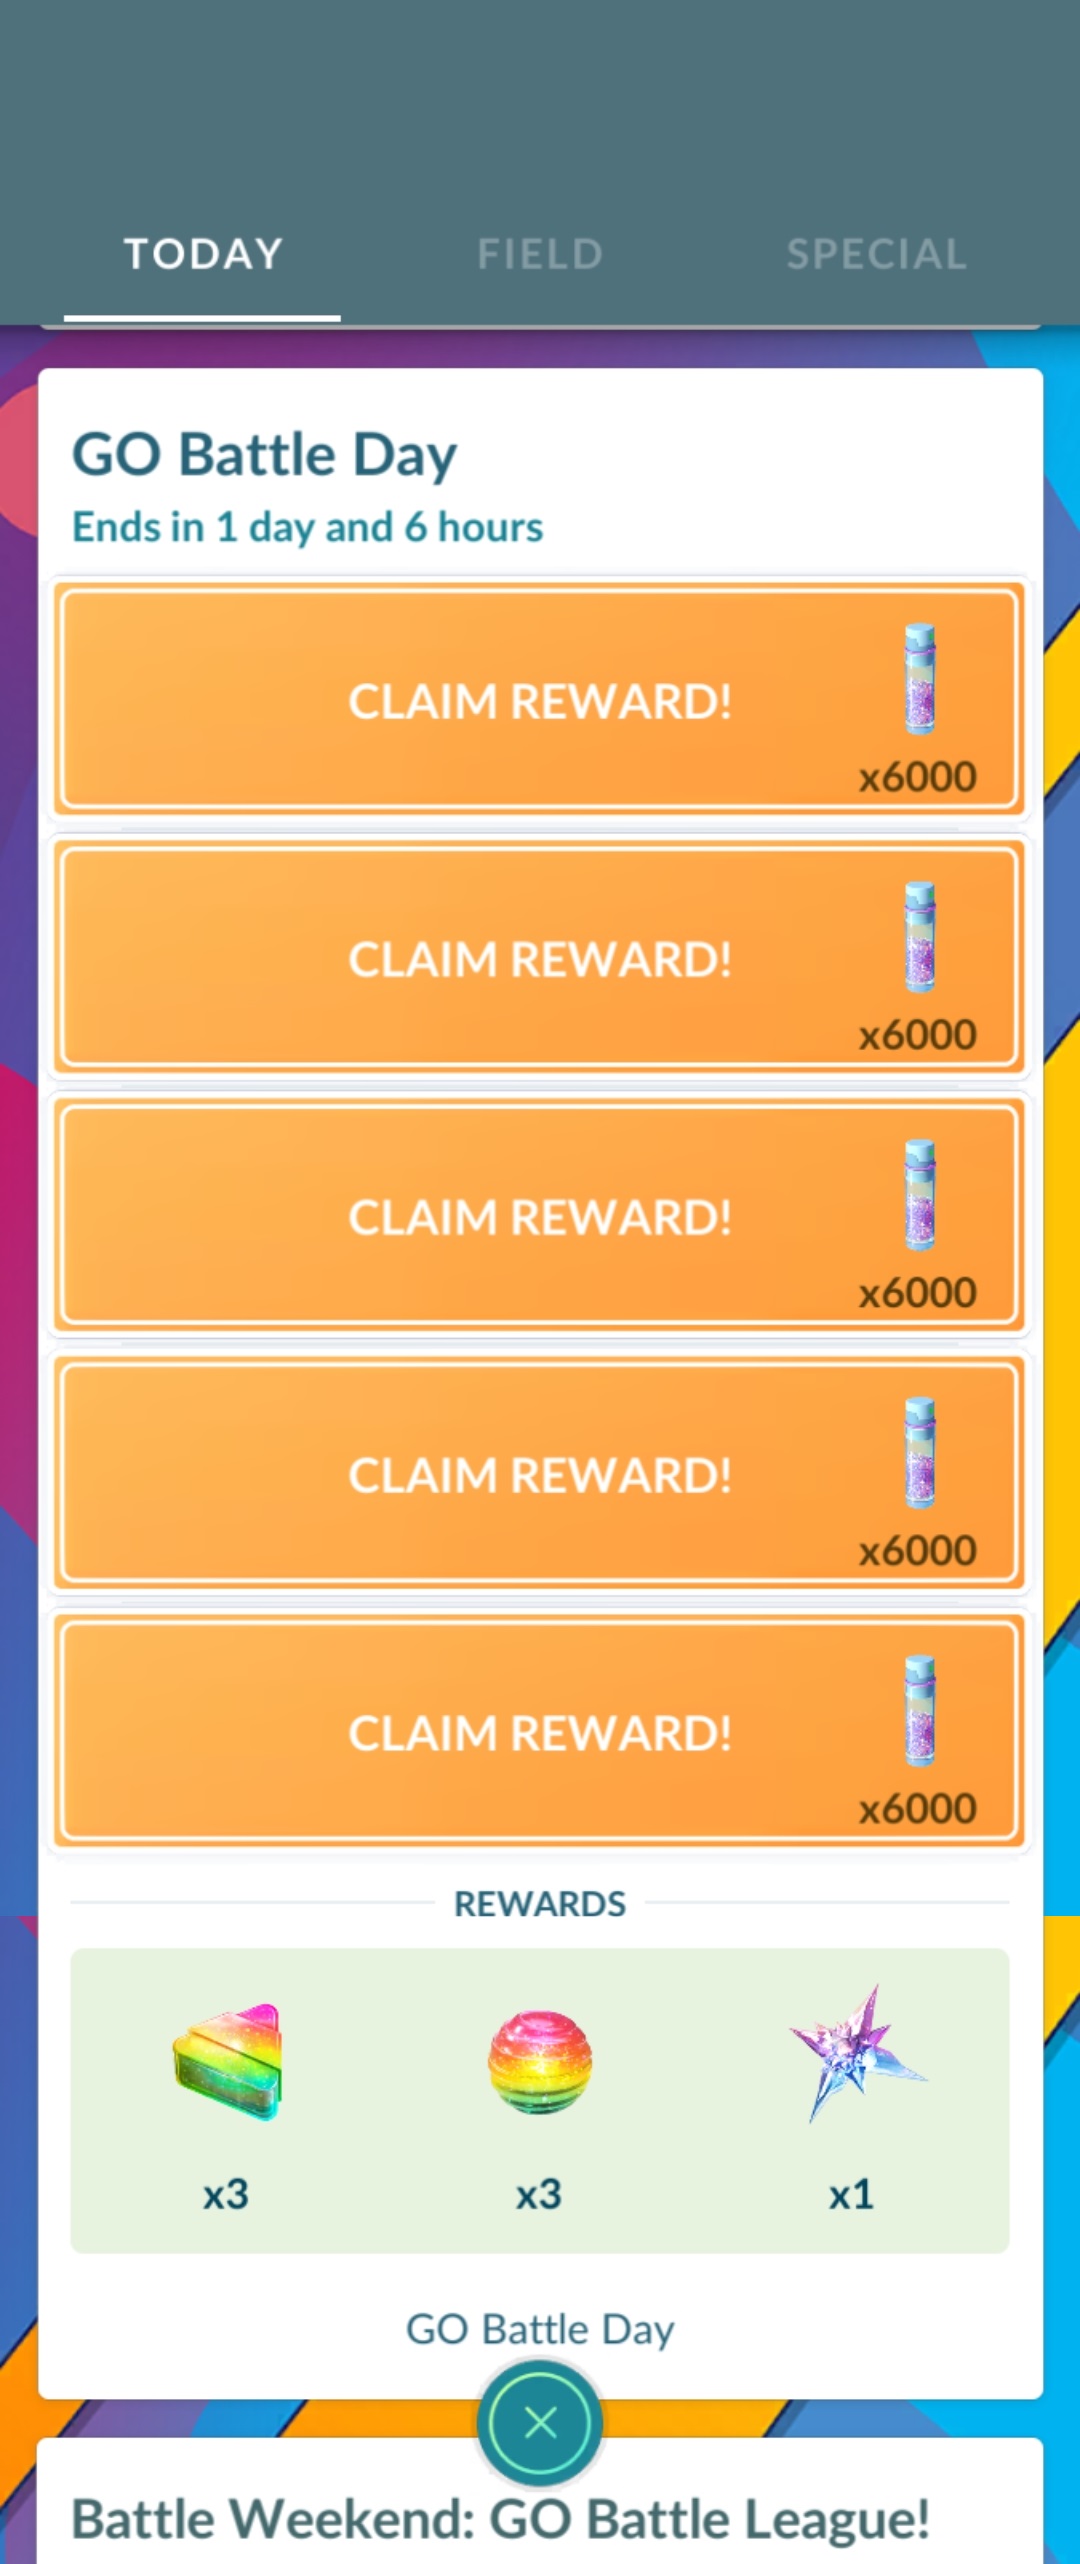 TODAY FIELD SPECIAL
GO Battle Day
Ends in 1 day and 6 hours
CLAIM REWARD!
x6000
CLAIM REWARD!
x6000
CLAIM REWARD!
x6000
CLAIM REWARD!
x6000
CLAIM REWARD!
x6000
REWARDS
x3 x3 x1
GO Battle Day
Battle Weekend: GO Battle League!